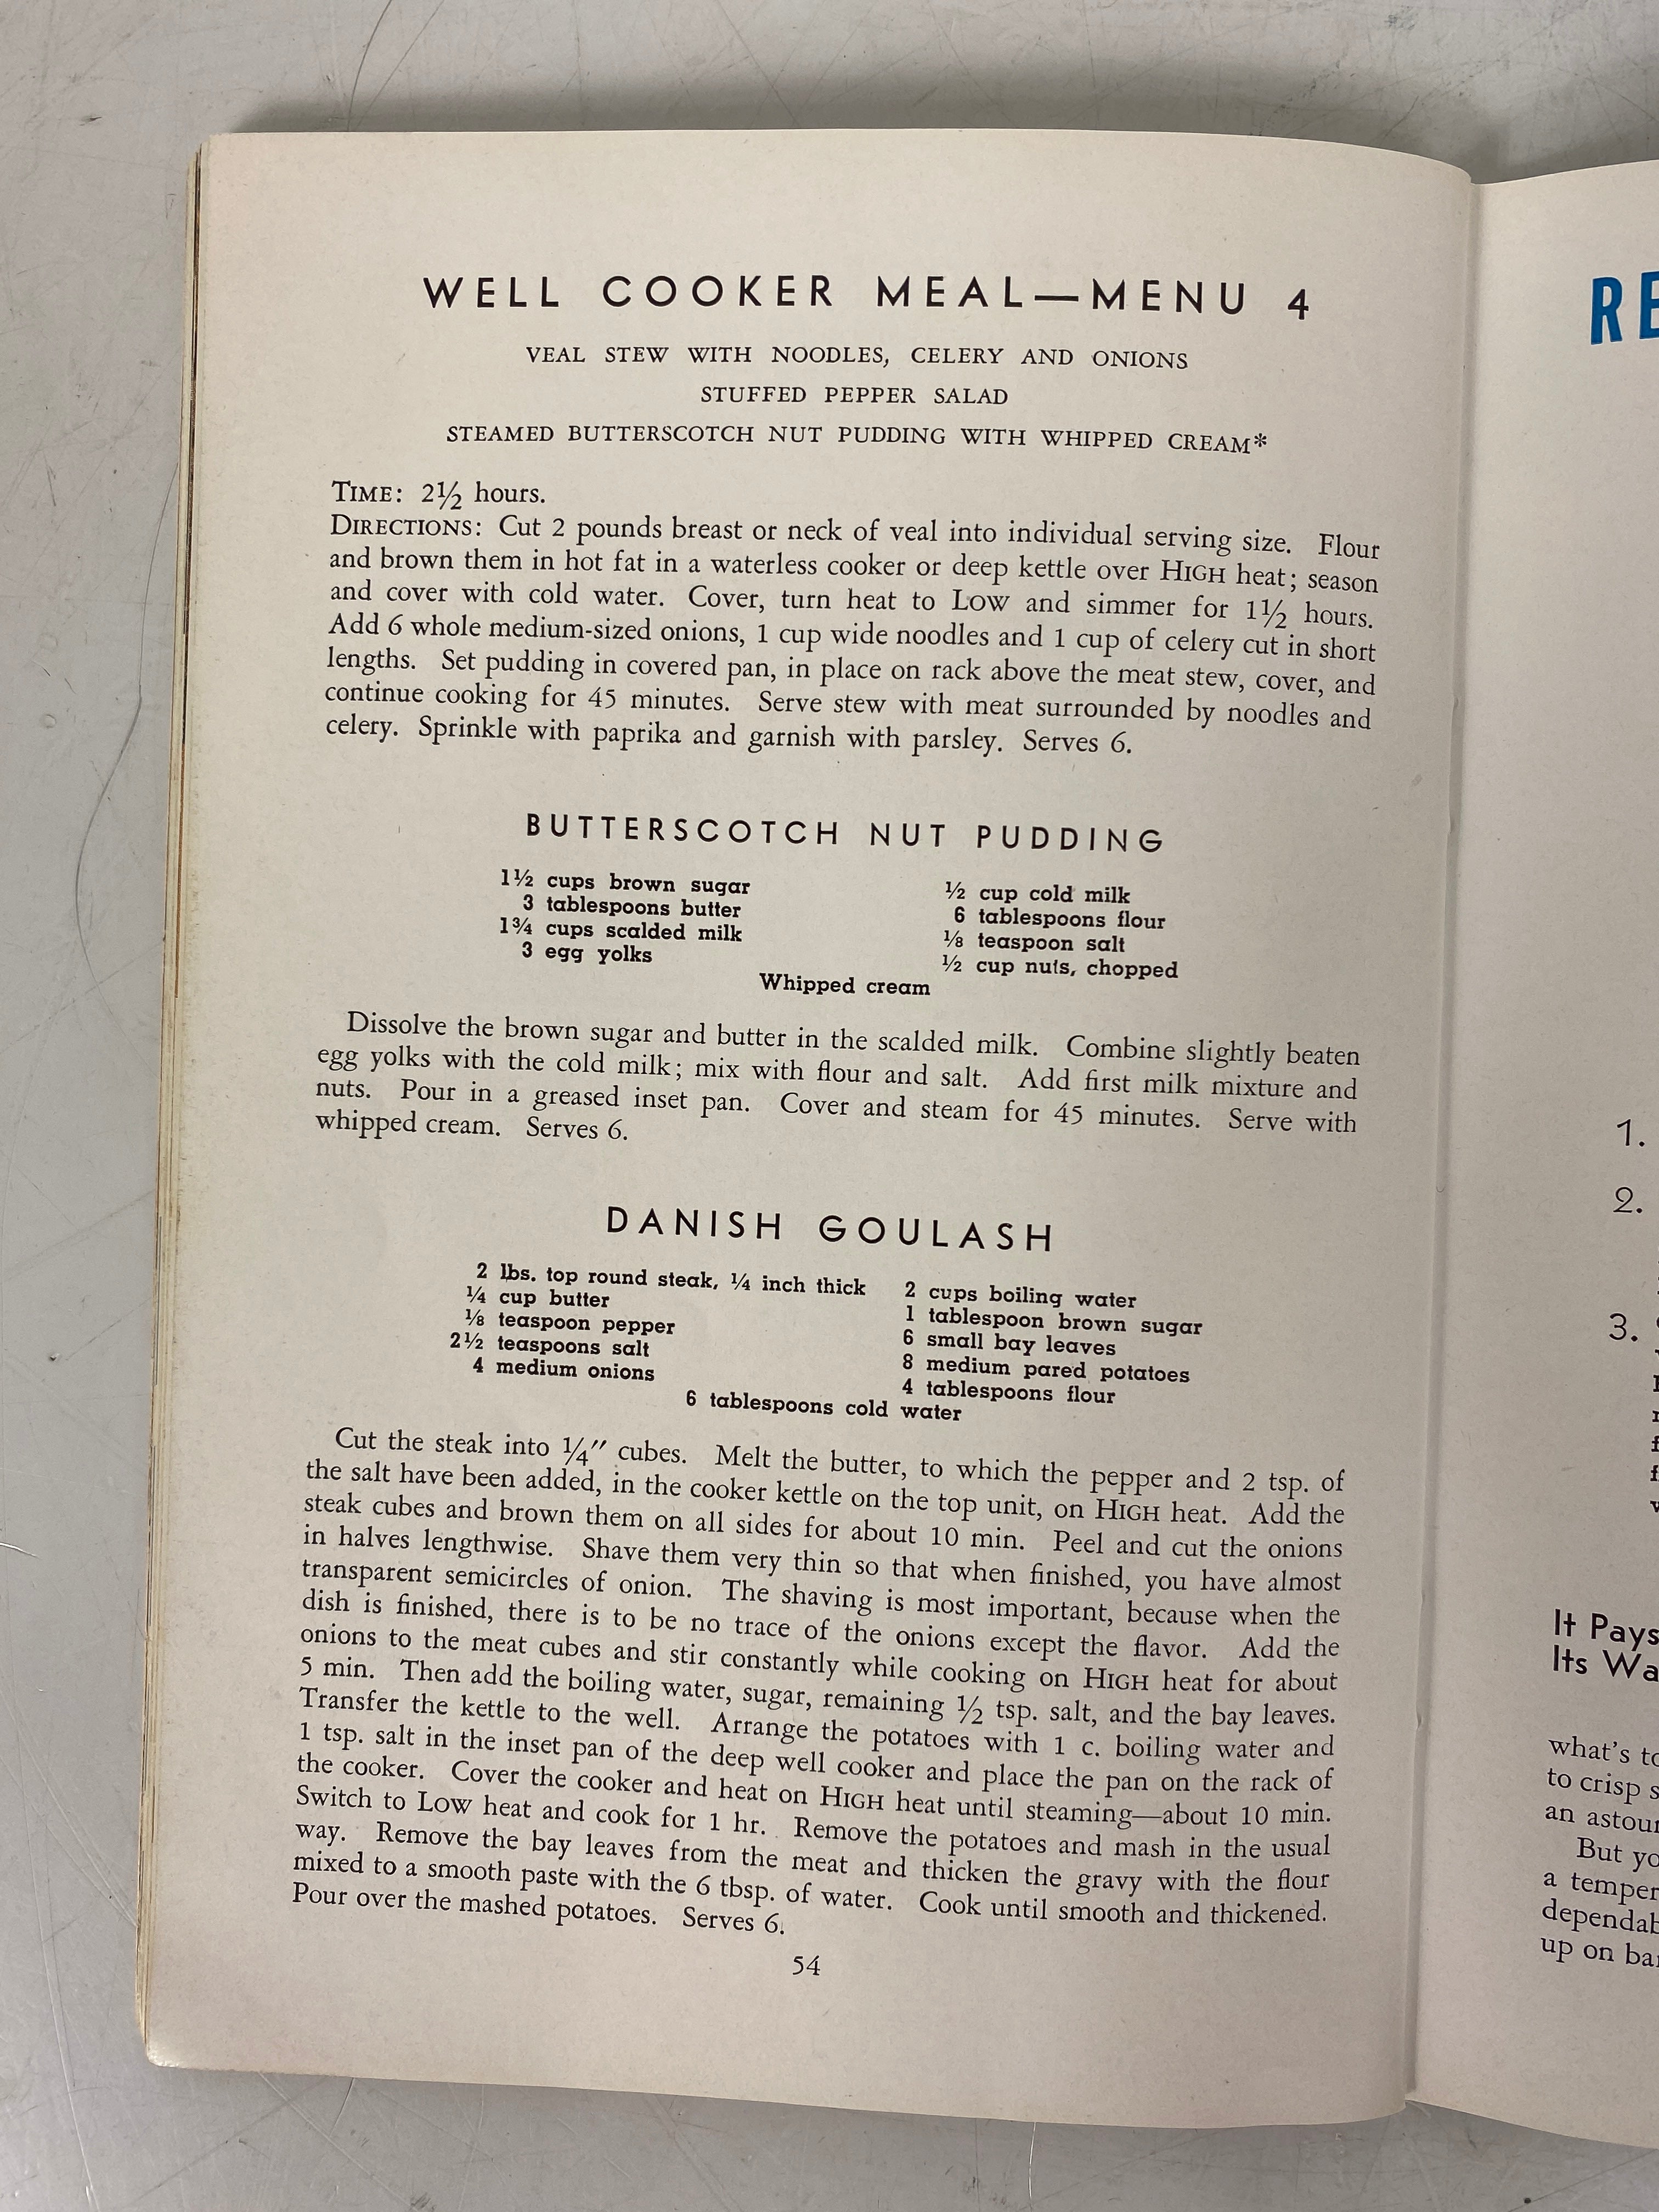 WELL COOKER MEAL—MENU 4
VEAL STEW WITH NOODLES, CELERY AND ONIONS
STUFFED PEPPER SALAD
STEAMED BUTTERSCOTCH NUT PUDDING WITH WHIPPED CREAM*
TIME: 2½ hours.
DIRECTIONS: Cut 2 pounds breast or neck of veal into individual serving size. Flour
and brown them in hot fat in a waterless cooker or deep kettle over HIGH heat; season
and cover with cold water. Cover, turn heat to LOW and simmer for 1½ hours.
Add 6 whole medium-sized onions, 1 cup wide noodles and 1 cup of celery cut in short
lengths. Set pudding in covered pan, in place on rack above the meat stew, cover, and
continue cooking for 45 minutes. Serve stew with meat surrounded by noodles and
celery. Sprinkle with paprika and garnish with parsley. Serves 6.
BUTTERSCOTCH NUT PUDDING
1½ cups brown sugar
3 tablespoons butter
1¾ cups scalded milk
3 egg yolks
½ cup cold milk
6 tablespoons flour
⅛ teaspoon salt
½ cup nuts, chopped
Whipped cream
Dissolve the brown sugar and butter in the scalded milk. Combine slightly beaten
egg yolks with the cold milk; mix with flour and salt. Add first milk mixture and
nuts. Pour in a greased inset pan. Cover and steam for 45 minutes. Serve with
whipped cream. Serves 6.
DANISH GOULASH
2 lbs. top round steak, ¼ inch thick
¼ cup butter
⅛ teaspoon pepper
2½ teaspoons salt
4 medium onions
2 cups boiling water
1 tablespoon brown sugar
6 small bay leaves
8 medium pared potatoes
4 tablespoons flour
6 tablespoons cold water
Cut the steak into ¼″ cubes. Melt the butter, to which the pepper and 2 tsp. of
the salt have been added, in the cooker kettle on the top unit, on HIGH heat. Add the
steak cubes and brown them on all sides for about 10 min. Peel and cut the onions
in halves lengthwise. Shave them very thin so that when finished, you have almost
transparent semicircles of onion. The shaving is most important, because when the
dish is finished, there is to be no trace of the onions except the flavor. Add the
onions to the meat cubes and stir constantly while cooking on HIGH heat for about
5 min. Then add the boiling water, sugar, remaining ½ tsp. salt, and the bay leaves.
Transfer the kettle to the well. Arrange the potatoes with 1 c. boiling water and
1 tsp. salt in the inset pan of the deep well cooker and place the pan on the rack of
the cooker. Cover the cooker and heat on HIGH heat until steaming—about 10 min.
Switch to LOW heat and cook for 1 hr. Remove the potatoes and mash in the usual
way. Remove the bay leaves from the meat and thicken the gravy with the flour
mixed to a smooth paste with the 6 tbsp. of water. Cook until smooth and thickened.
Pour over the mashed potatoes. Serves 6.
54
RE
1.
2.
3.
It Pays
Its Wa
what's to
to crisp s
an astour
But yo
a temper
dependab
up on ba